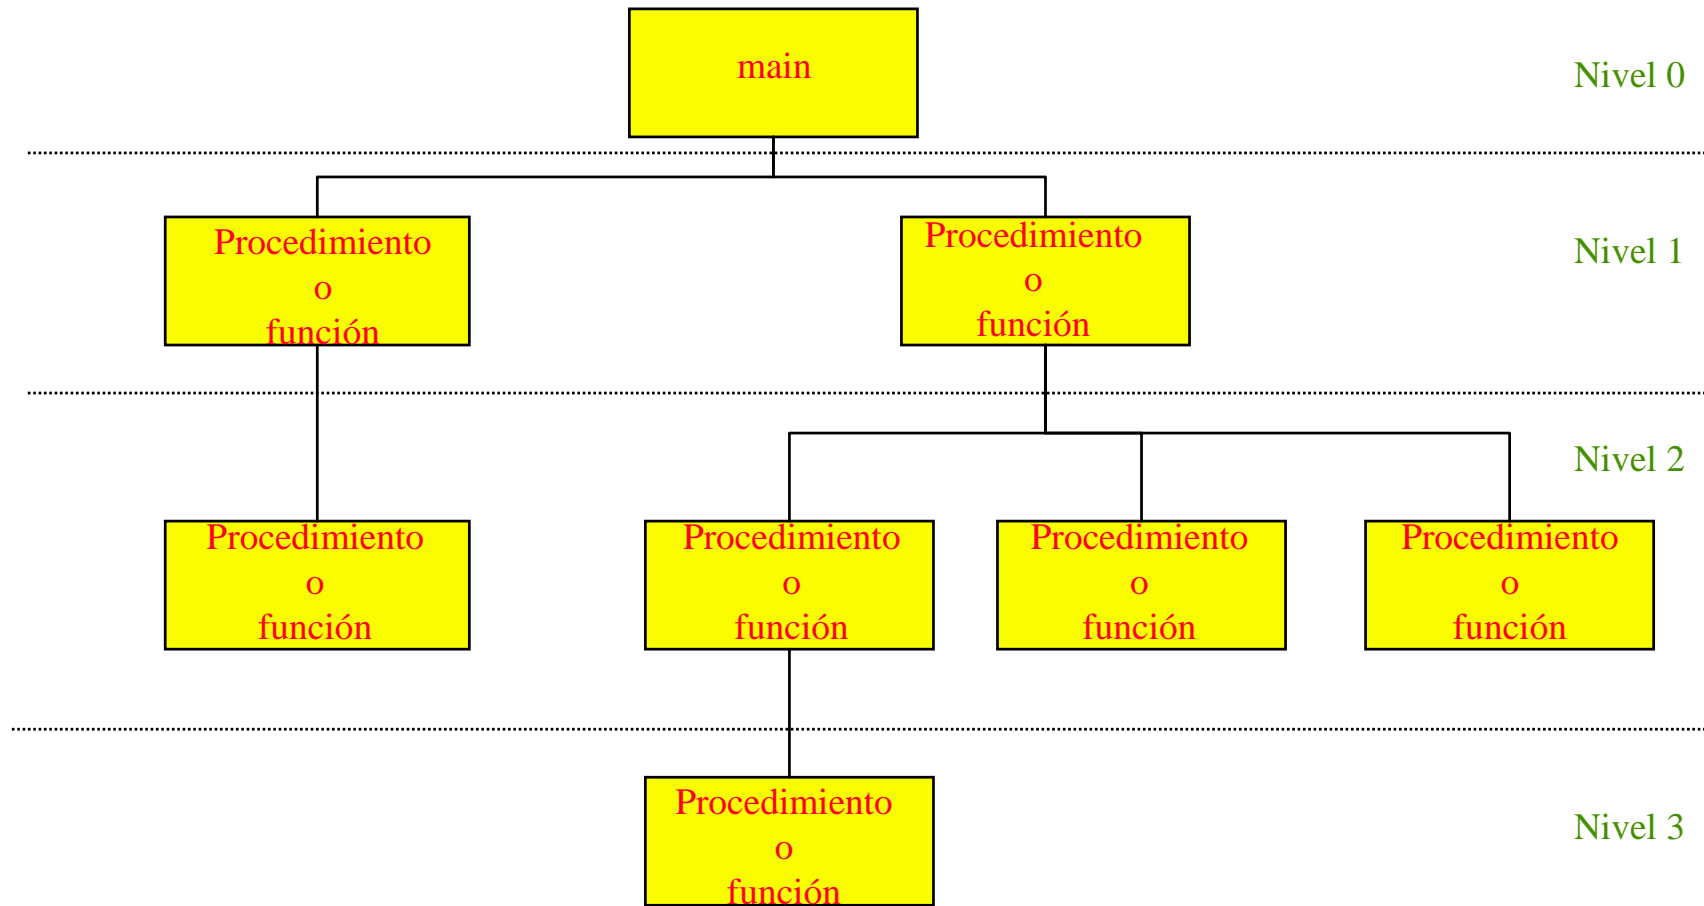 main
Nivel 0
Procedimiento
o
función
Procedimiento
o
función
Nivel 1
Nivel 2
Procedimiento
o
función
Procedimiento
o
función
Procedimiento
o
función
Procedimiento
o
función
Procedimiento
o
función
Nivel 3